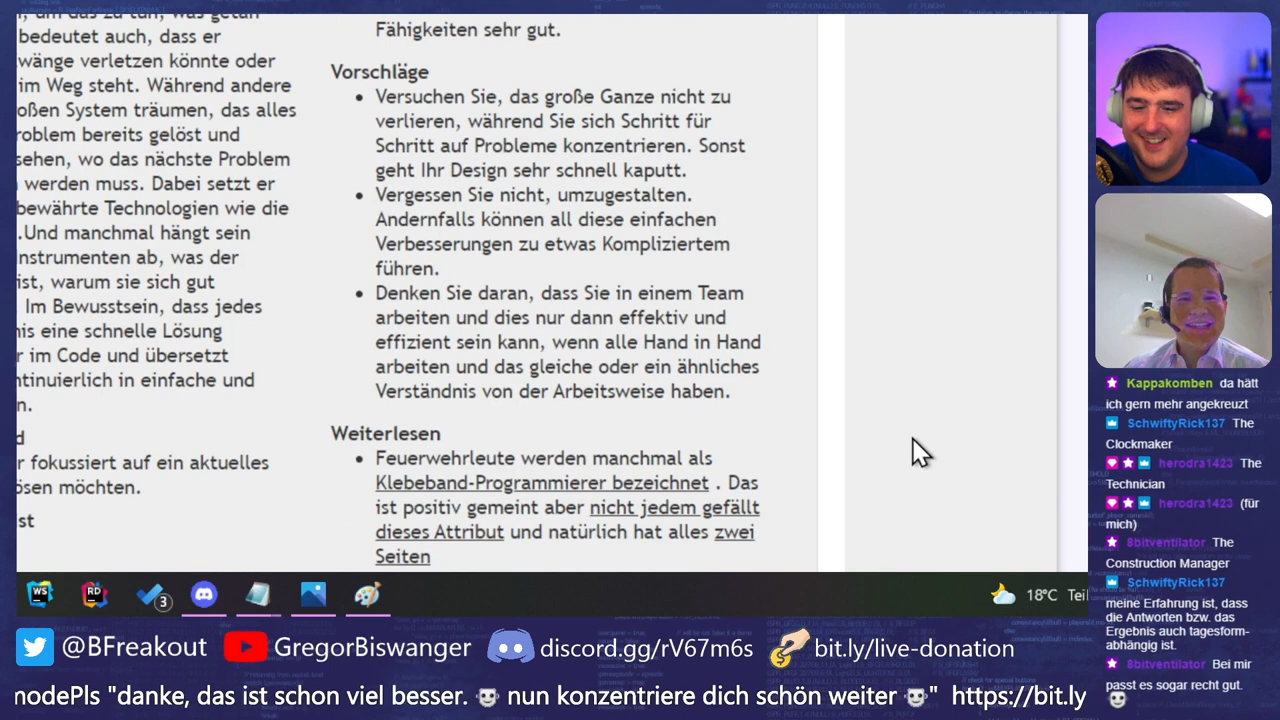 um das zu tun, was getan
bedeutet auch, dass er
wänge verletzen könnte oder
im Weg steht. Während andere
oßen System träumen, das alles
roblem bereits gelöst und
sehen, wo das nächste Problem
werden muss. Dabei setzt er
bewährte Technologien wie die
.Und manchmal hängt sein
nstrumenten ab, was der
ist, warum sie sich gut
Im Bewusstsein, dass jedes
nis eine schnelle Lösung
r im Code und übersetzt
ntinuierlich in einfache und
n.
d
r fokussiert auf ein aktuelles
ösen möchten.
st
Fähigkeiten sehr gut.
Vorschläge
• Versuchen Sie, das große Ganze nicht zu
verlieren, während Sie sich Schritt für
Schritt auf Probleme konzentrieren. Sonst
geht Ihr Design sehr schnell kaputt.
• Vergessen Sie nicht, umzugestalten.
Andernfalls können all diese einfachen
Verbesserungen zu etwas Kompliziertem
führen.
• Denken Sie daran, dass Sie in einem Team
arbeiten und dies nur dann effektiv und
effizient sein kann, wenn alle Hand in Hand
arbeiten und das gleiche oder ein ähnliches
Verständnis von der Arbeitsweise haben.
Weiterlesen
• Feuerwehrleute werden manchmal als
Klebeband-Programmierer bezeichnet . Das
ist positiv gemeint aber nicht jedem gefällt
dieses Attribut und natürlich hat alles zwei
Seiten
WS
RD
3
18°C Teil
Kappakomben da hätt
ich gern mehr angekreuzt
SchwiftyRick137 The
Clockmaker
herodra1423 The
Technician
herodra1423 (für
mich)
8bitventilator The
Construction Manager
SchwiftyRick137
meine Erfahrung ist, dass
die Antworten bzw. das
Ergebnis auch tagesform-
abhängig ist.
8bitventilator Bei mir
passt es sogar recht gut.
@BFreakout
GregorBiswanger
discord.gg/rV67m6s
bit.ly/live-donation
nodePls "danke, das ist schon viel besser. nun konzentriere dich schön weiter " https://bit.ly